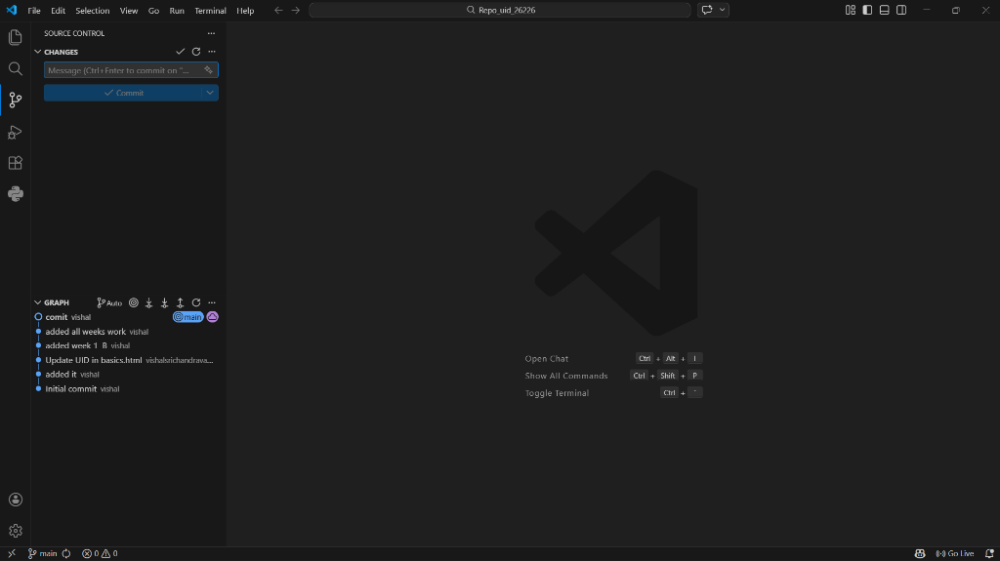 File Edit Selection View Go Run Terminal Help Repo_uid_26226
SOURCE CONTROL
CHANGES
Message (Ctrl+Enter to commit on "...
Commit
GRAPH Auto
comit vishal main
added all weeks work vishal
added week 1 B vishal
Update UID in basics.html vishalsrichandrava...
added it vishal
Initial commit vishal
Open Chat Ctrl + Alt + I
Show All Commands Ctrl + Shift + P
Toggle Terminal Ctrl + `
main 0 0 Go Live